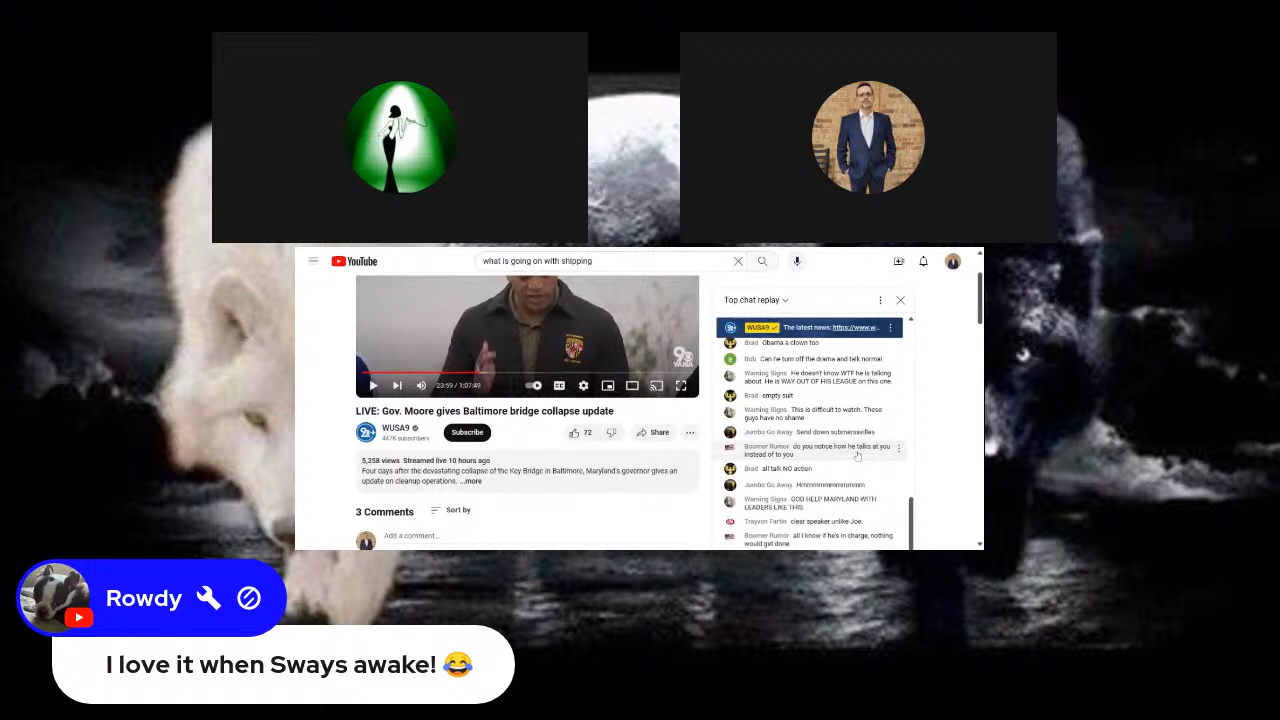 YouTube
what is going on with shipping
23:59 / 1:07:49
LIVE: Gov. Moore gives Baltimore bridge collapse update
WUSA9
447K subscribers
Subscribe
72
Share
5,258 views Streamed live 10 hours ago
Four days after the devastating collapse of the Key Bridge in Baltimore, Maryland's governor gives an
update on cleanup operations. ...more
3 Comments
Sort by
Add a comment...
Top chat replay
WUSA9 The latest news: https://www.w...
Brad Obama a clown too
Bob Can he turn off the drama and talk normal
Warning Signs He doesn't know WTF he is talking
about. He is WAY OUT OF HIS LEAGUE on this one.
Brad empty suit
Warning Signs This is difficult to watch. These
guys have no shame
Jumbo Go Away Send down submersavilles
Boomer Rumor do you notice how he talks at you
instead of to you
Brad all talk NO action
Jumbo Go Away Hmmmmmmmmmmm
Warning Signs GOD HELP MARYLAND WITH
LEADERS LIKE THIS.
Trayvon Fartin clear speaker unlike Joe.
Boomer Rumor all I know if he's in charge, nothing
would get done
Rowdy
I love it when Sways awake! 😂